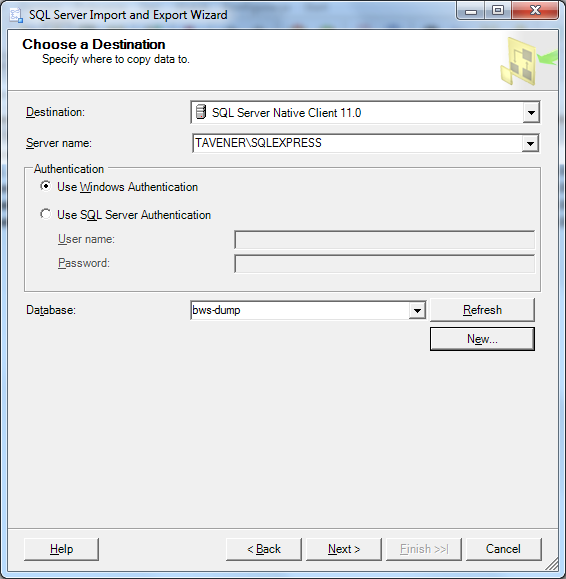 SQL Server Import and Export Wizard
Choose a Destination
Specify where to copy data to.
Destination: SQL Server Native Client 11.0
Server name: TAVENER\SQLEXPRESS
Authentication
Use Windows Authentication
Use SQL Server Authentication
User name:
Password:
Database: bws-dump Refresh
New...
Help < Back Next > Finish >>| Cancel